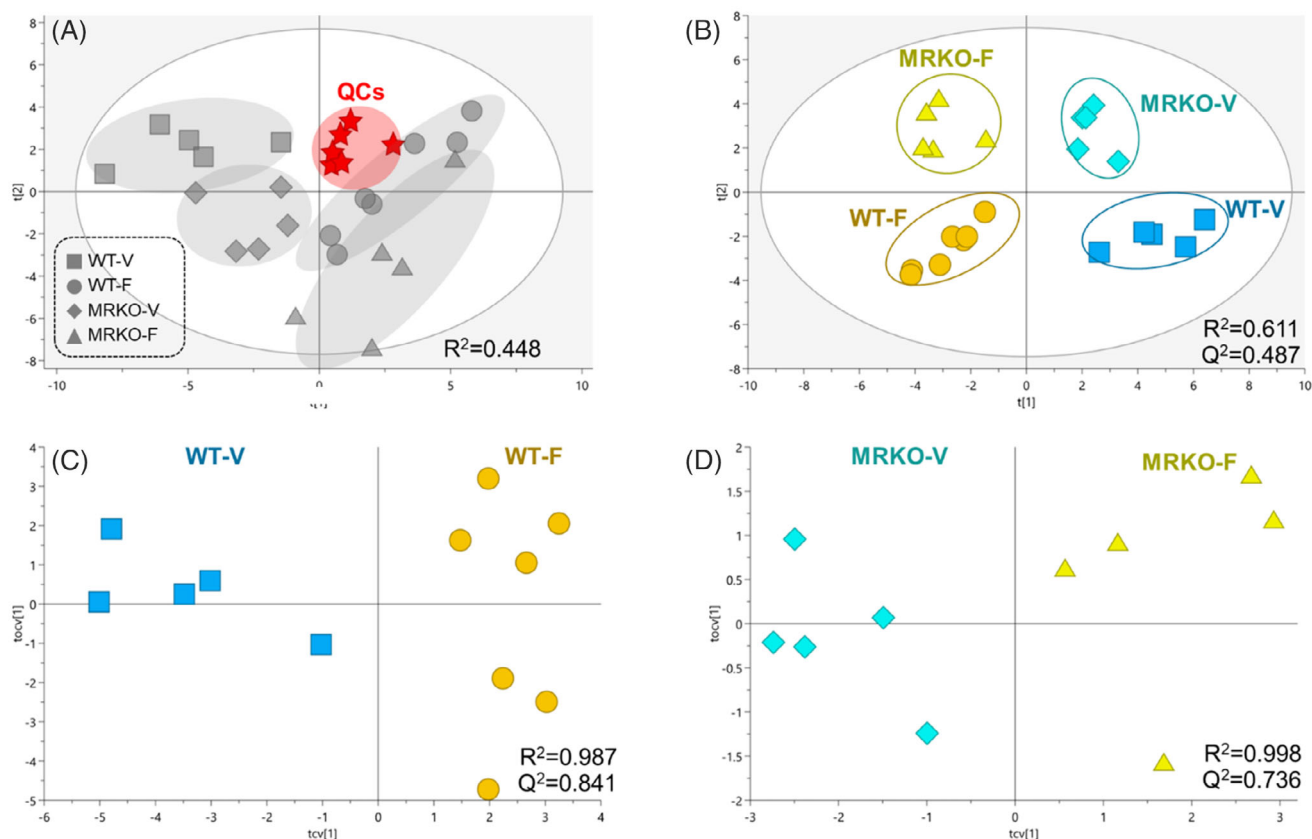 (A)
QCs
8
6
4
2
0
-2
-4
-6
-8
t[2]
WT-V
WT-F
MRKO-V
MRKO-F
R²=0.448
-10
-5
0
5
10
(B)
MRKO-F
MRKO-V
WT-F
WT-V
8
6
4
2
0
-2
-4
-6
-8
t[2]
R²=0.611
Q²=0.487
-10
-8
-6
-4
-2
0
2
4
6
8
10
t[1]
(C)
WT-V
WT-F
4
3
2
1
0
-1
-2
-3
-4
-5
tocv[1]
R²=0.987
Q²=0.841
-6
-5
-4
-3
-2
-1
0
1
2
3
4
tcv[1]
(D)
MRKO-V
MRKO-F
2
1.5
1
0.5
0
-0.5
-1
-1.5
-2
tocv[1]
R²=0.998
Q²=0.736
-3
-2
-1
0
1
2
3
tcv[1]